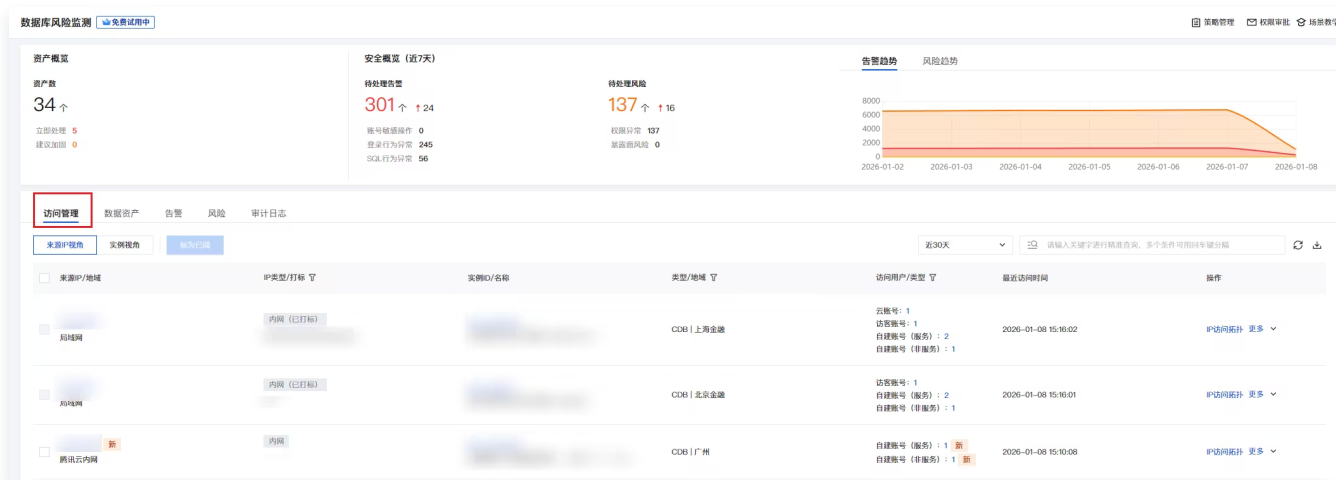 数据库风险监测 免费试用中 策略管理 权限审批 场景教学
资产概览
资产数
34 个
立即处理 5
建议加固 0
安全概览（近7天）
待处理告警
301 个 ↑ 24
账号敏感操作 0
登录行为异常 245
SQL行为异常 56
待处理风险
137 个 ↑ 16
权限异常 137
暴露面风险 0
告警趋势 风险趋势
8000
6000
4000
2000
0
2026-01-02 2026-01-03 2026-01-04 2026-01-05 2026-01-06 2026-01-07 2026-01-08
访问管理 数据资产 告警 风险 审计日志
来源IP视角 实例视角 标为已阅 近30天 请输入关键字进行精准查询，多个条件可用回车键分隔
来源IP/地域 IP类型/打标 实例ID/名称 类型/地域 访问用户/类型 最近访问时间 操作
局域网
内网（已打标）
CDB | 上海金融
云账号：1
访客账号：1
自建账号（服务）：2
自建账号（非服务）：1
2026-01-08 15:16:02
IP访问拓扑 更多
局域网
内网（已打标）
CDB | 北京金融
访客账号：1
自建账号（服务）：2
自建账号（非服务）：1
2026-01-08 15:16:01
IP访问拓扑 更多
新
腾讯云内网
内网
CDB | 广州
自建账号（服务）：1 新
自建账号（非服务）：1 新
2026-01-08 15:10:08
IP访问拓扑 更多